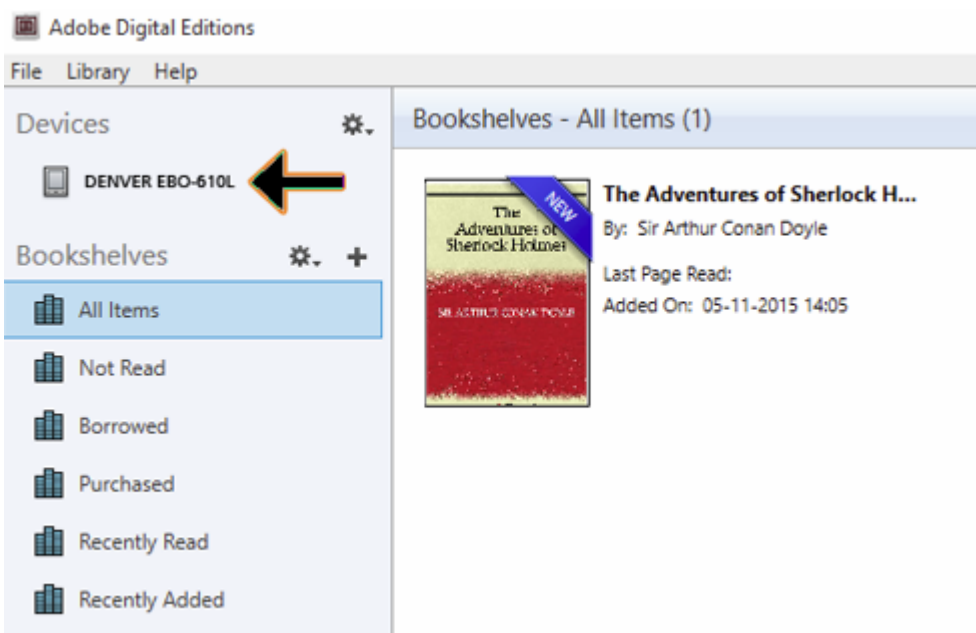 Adobe Digital Editions
File Library Help
Devices
DENVER EBO-610L
Bookshelves
All Items
Not Read
Borrowed
Purchased
Recently Read
Recently Added
Bookshelves - All Items (1)
The
Adventures of
Sherlock Holmes
NEW
SIR ARTHUR CONAN DOYLE
The Adventures of Sherlock H...
By: Sir Arthur Conan Doyle
Last Page Read:
Added On: 05-11-2015 14:05